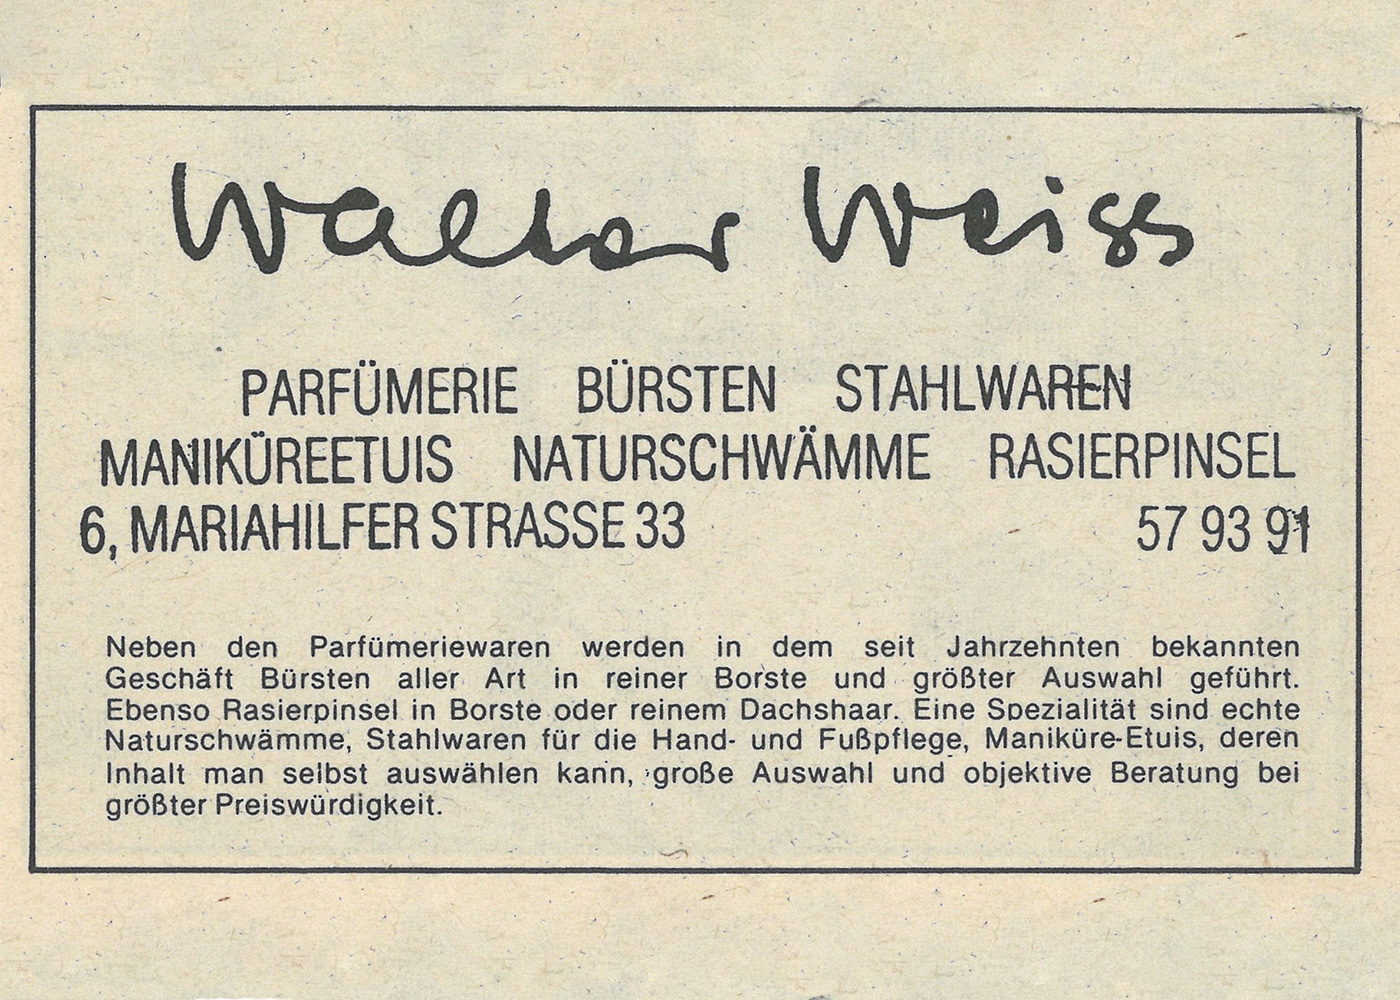 Walter Weiss
PARFÜMERIE BÜRSTEN STAHLWAREN
MANIKÜREETUIS NATURSCHWÄMME RASIERPINSEL
6, MARIAHILFER STRASSE 33 57 93 91
Neben den Parfümeriewaren werden in dem seit Jahrzehnten bekannten
Geschäft Bürsten aller Art in reiner Borste und größter Auswahl geführt.
Ebenso Rasierpinsel in Borste oder reinem Dachshaar. Eine Spezialität sind echte
Naturschwämme, Stahlwaren für die Hand- und Fußpflege, Maniküre-Etuis, deren
Inhalt man selbst auswählen kann, große Auswahl und objektive Beratung bei
größter Preiswürdigkeit.